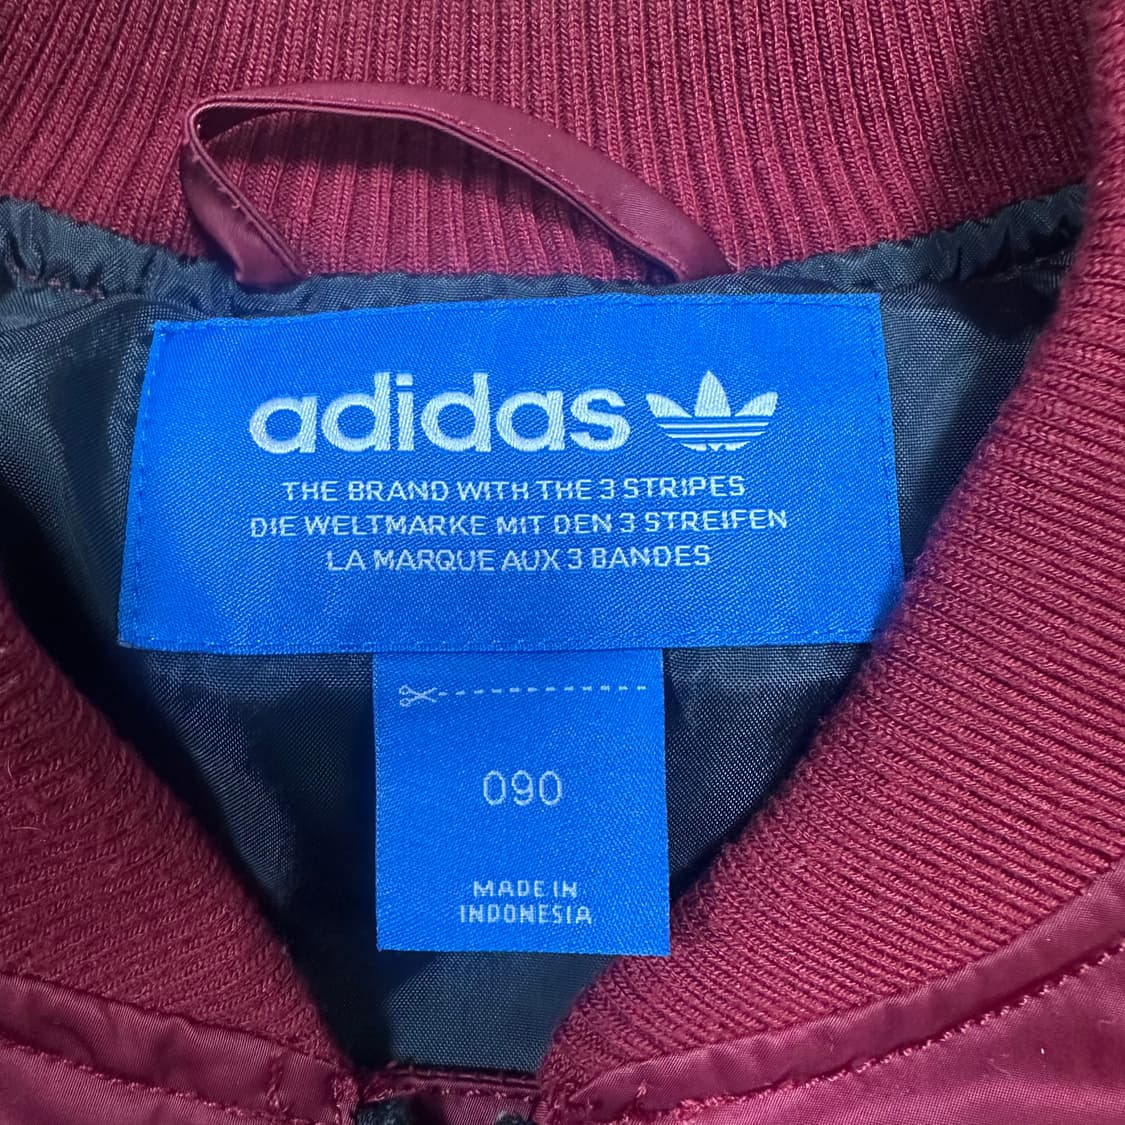 adidas
THE BRAND WITH THE 3 STRIPES
DIE WELTMARKE MIT DEN 3 STREIFEN
LA MARQUE AUX 3 BANDES
090
MADE IN
INDONESIA